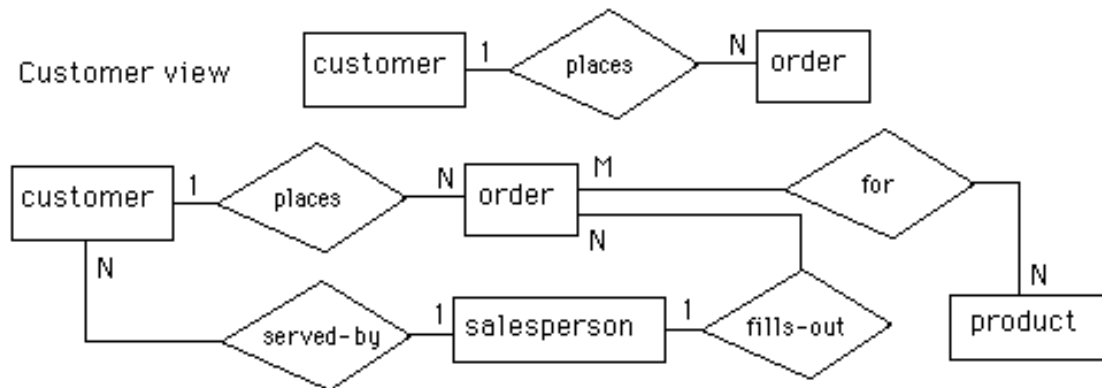 Customer view
customer 1 places N order
customer 1 places N order M for
N N N
served-by 1 salesperson 1 fills-out product